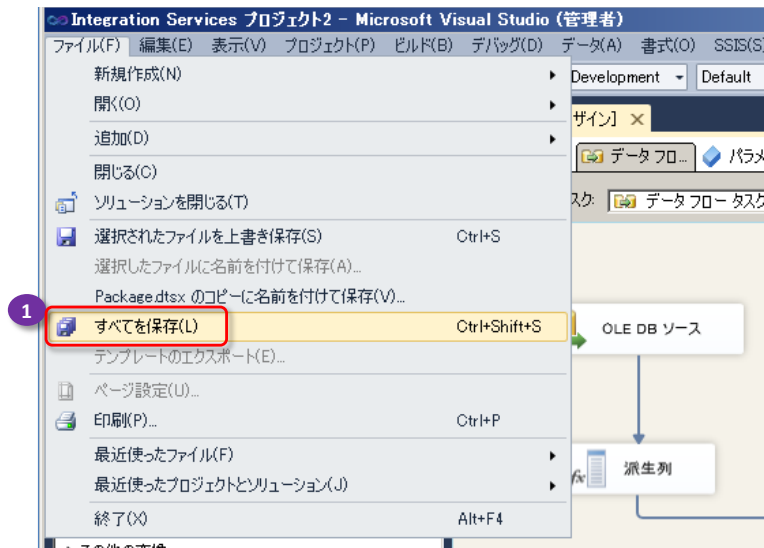 Integration Services プロジェクト2 - Microsoft Visual Studio (管理者)
ファイル(F) 編集(E) 表示(V) プロジェクト(P) ビルド(B) デバッグ(D) データ(A) 書式(O) SSIS(S)
新規作成(N)
Development Default
開く(O)
ザイン]
追加(D)
データ フロ...
パラメ
閉じる(C)
ソリューションを閉じる(T)
スク: データ フロー タスク
選択されたファイルを上書き保存(S) Ctrl+S
選択したファイルに名前を付けて保存(A)...
Package.dtsx のコピーに名前を付けて保存(V)...
1
すべてを保存(L) Ctrl+Shift+S
OLE DB ソース
テンプレートのエクスポート(E)...
ページ設定(U)...
印刷(P)... Ctrl+P
最近使ったファイル(F)
fx 派生列
最近使ったプロジェクトとソリューション(J)
終了(X) Alt+F4
その他の変換